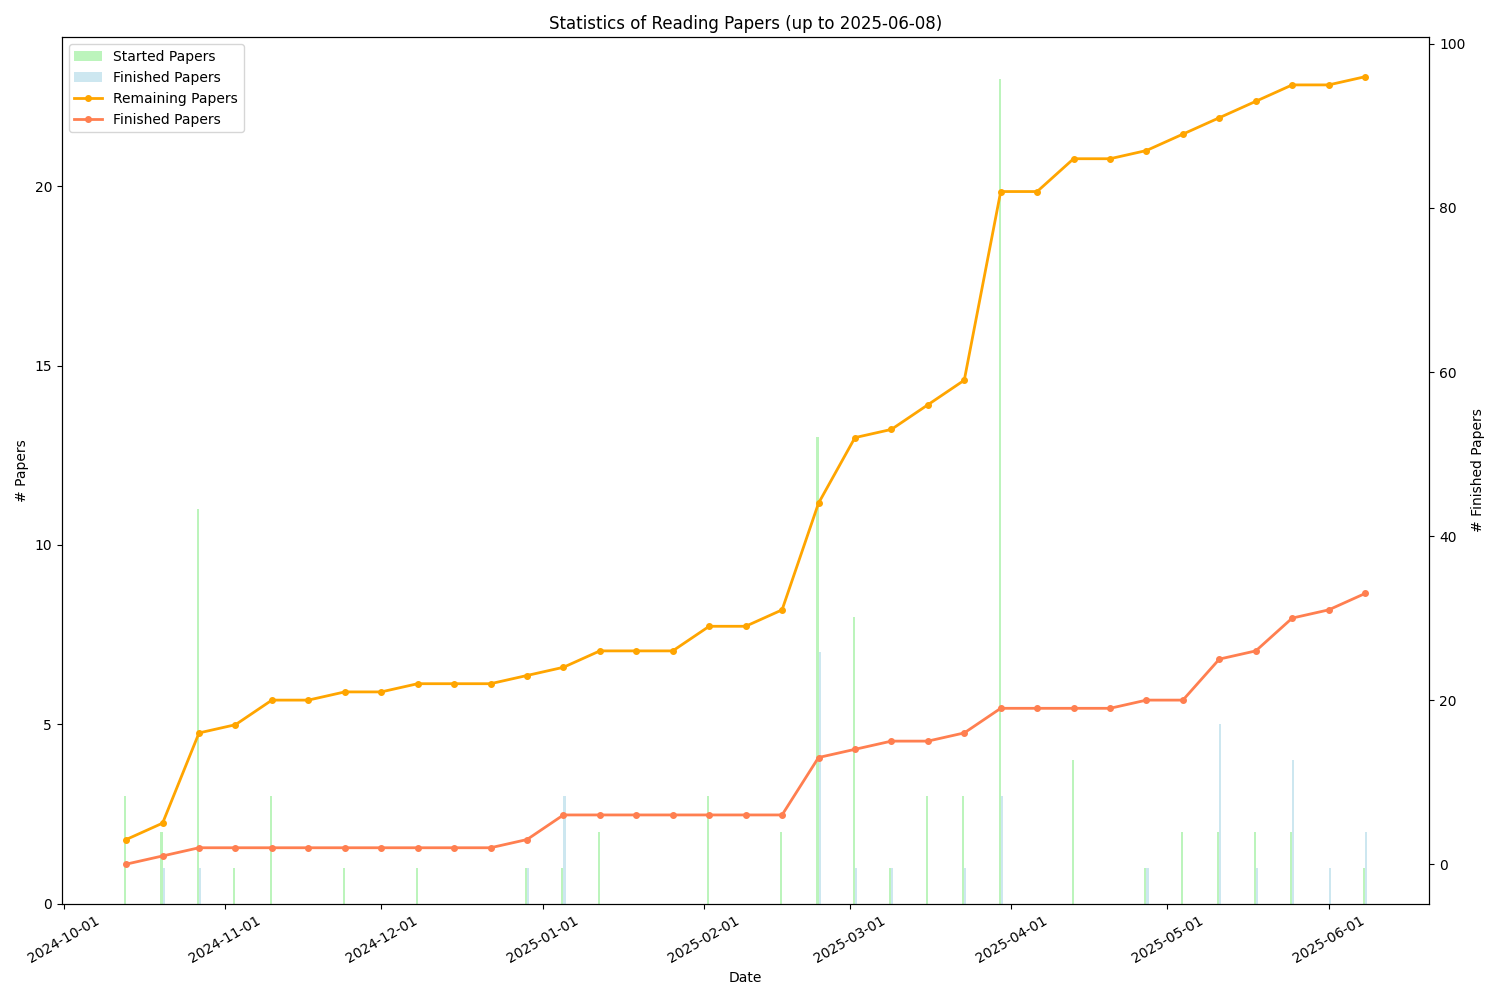 Statistics of Reading Papers (up to 2025-06-08)
Started Papers
Finished Papers
Remaining Papers
Finished Papers
# Papers
20
15
10
5
0
100
80
60
40
20
0
# Finished Papers
2024-10-01
2024-11-01
2024-12-01
2025-01-01
2025-02-01
2025-03-01
2025-04-01
2025-05-01
2025-06-01
Date